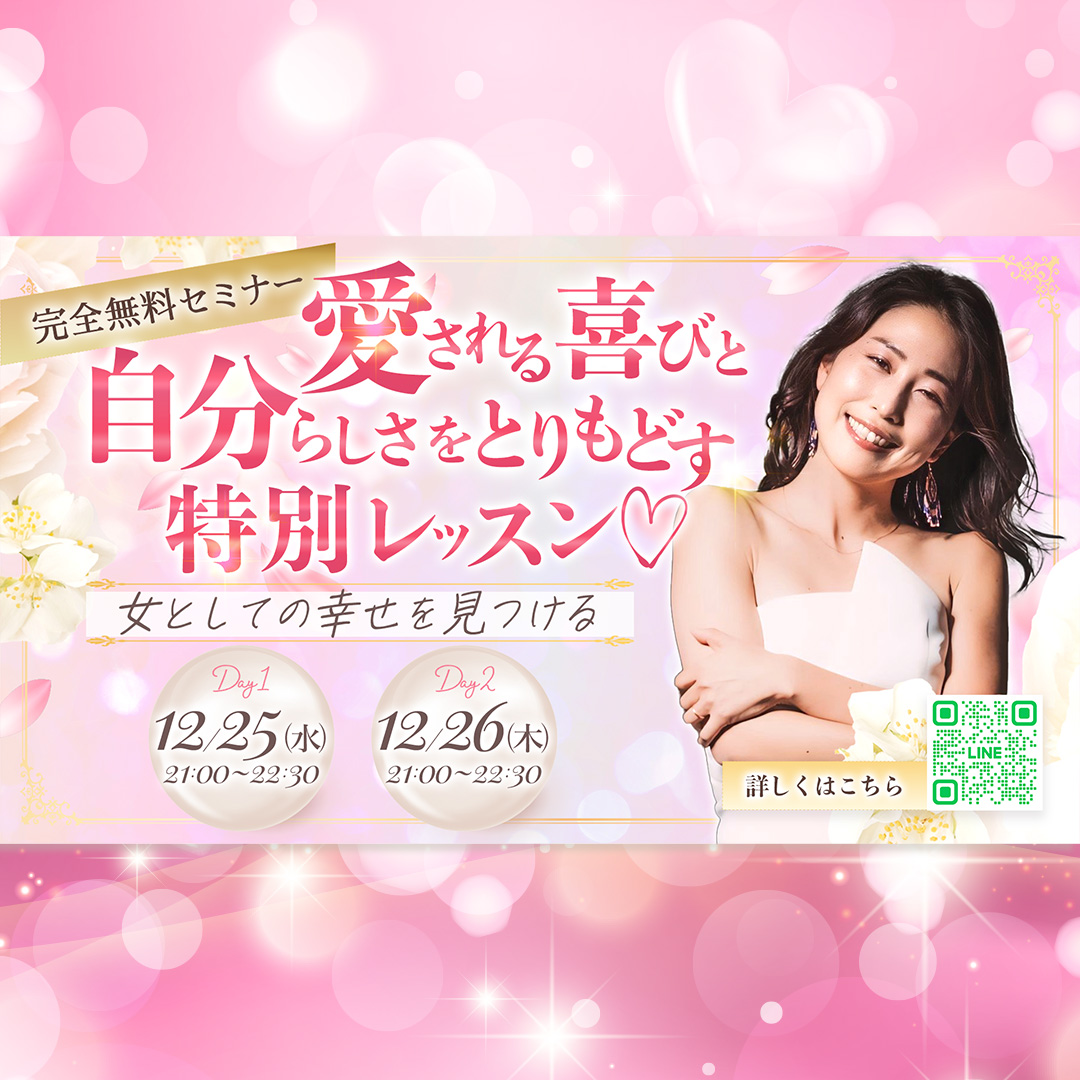 完全無料セミナー
愛される喜びと
自分らしさをとりもどす
特別レッスン♡
女としての幸せを見つける
Day1
12/25(水)
21:00～22:30
Day2
12/26(木)
21:00～22:30
詳しくはこちら
LINE